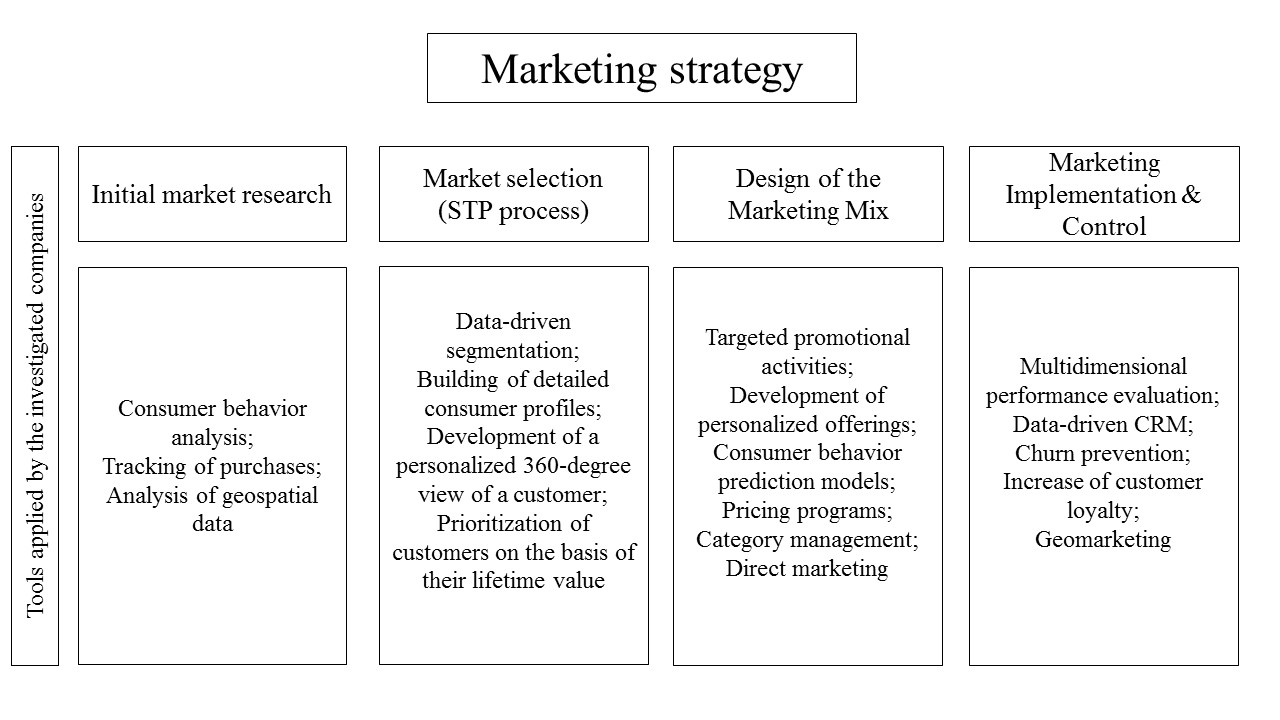 Marketing strategy
Tools applied by the investigated companies
Initial market research
Market selection
(STP process)
Design of the
Marketing Mix
Marketing
Implementation &
Control
Consumer behavior
analysis;
Tracking of purchases;
Analysis of geospatial
data
Data-driven
segmentation;
Building of detailed
consumer profiles;
Development of a
personalized 360-degree
view of a customer;
Prioritization of
customers on the basis of
their lifetime value
Targeted promotional
activities;
Development of
personalized offerings;
Consumer behavior
prediction models;
Pricing programs;
Category management;
Direct marketing
Multidimensional
performance evaluation;
Data-driven CRM;
Churn prevention;
Increase of customer
loyalty;
Geomarketing